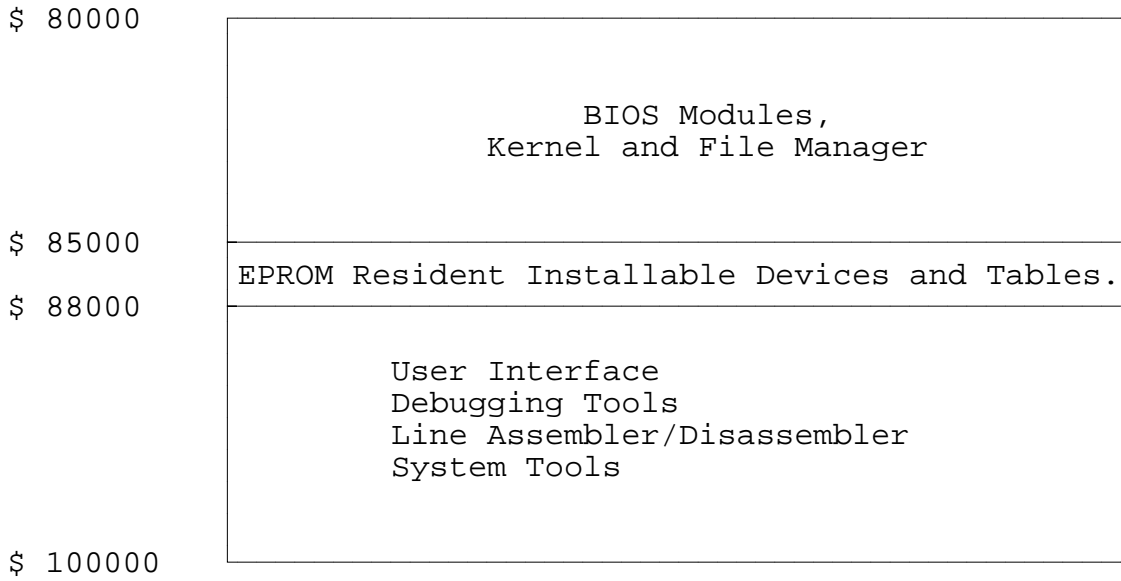 $ 80000
BIOS Modules,
Kernel and File Manager
$ 85000
EPROM Resident Installable Devices and Tables.
$ 88000
User Interface
Debugging Tools
Line Assembler/Disassembler
System Tools
$ 100000